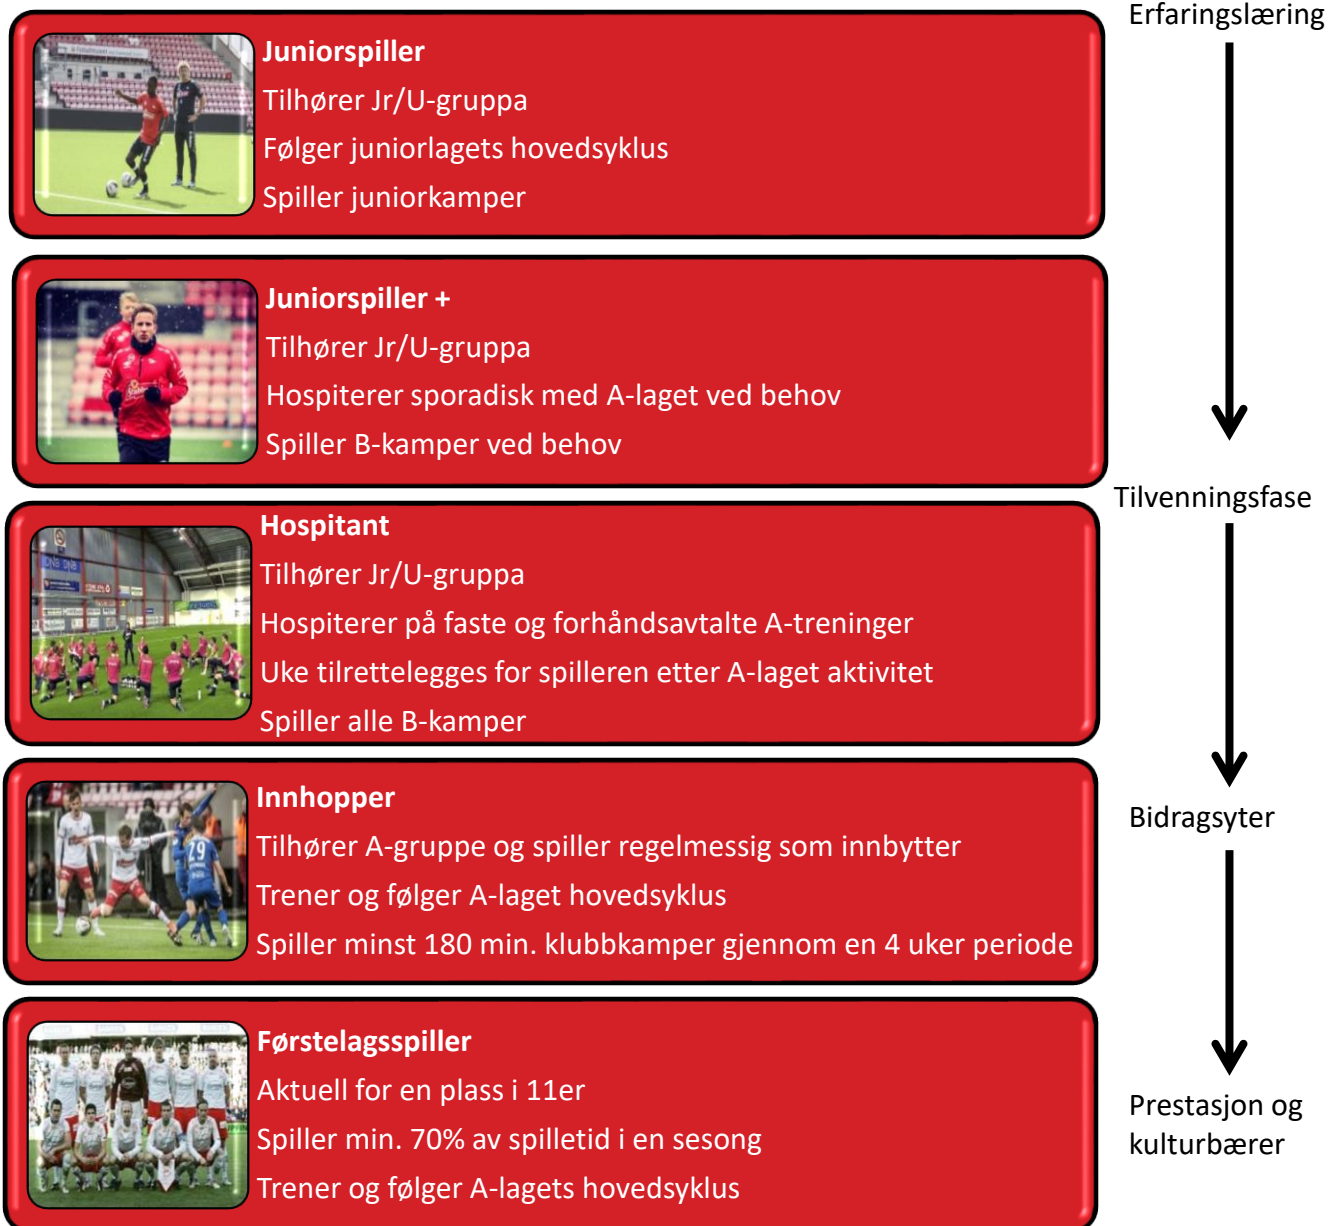 Erfaringslæring
Juniorspiller
Tilhører Jr/U-gruppa
Følger juniorlagets hovedsyklus
Spiller juniorkamper
Juniorspiller +
Tilhører Jr/U-gruppa
Hospiterer sporadisk med A-laget ved behov
Spiller B-kamper ved behov
Tilvenningsfase
Hospitant
Tilhører Jr/U-gruppa
Hospiterer på faste og forhåndsavtalte A-treninger
Uke tilrettelegges for spilleren etter A-laget aktivitet
Spiller alle B-kamper
Innhopper
Tilhører A-gruppe og spiller regelmessig som innbytter
Trener og følger A-laget hovedsyklus
Spiller minst 180 min. klubbkamper gjennom en 4 uker periode
29
Bidragsyter
Førstelagsspiller
Aktuell for en plass i 11er
Spiller min. 70% av spilletid i en sesong
Trener og følger A-lagets hovedsyklus
Prestasjon og
kulturbærer